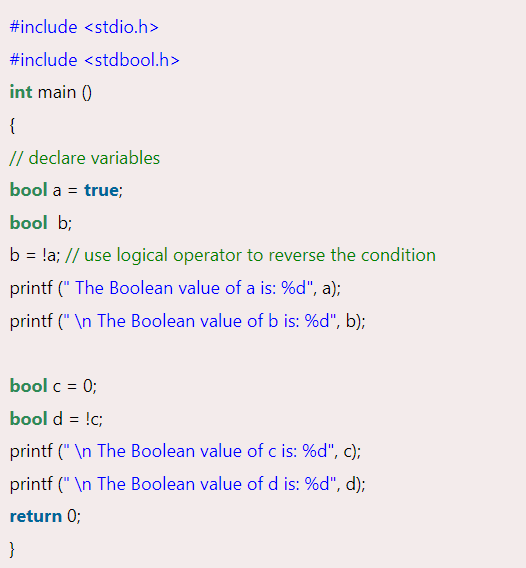 #include <stdio.h>
#include <stdbool.h>
int main ()
{
// declare variables
bool a = true;
bool  b;
b = !a; // use logical operator to reverse the condition
printf (" The Boolean value of a is: %d", a);
printf (" \n The Boolean value of b is: %d", b);

bool c = 0;
bool d = !c;
printf (" \n The Boolean value of c is: %d", c);
printf (" \n The Boolean value of d is: %d", d);
return 0;
}